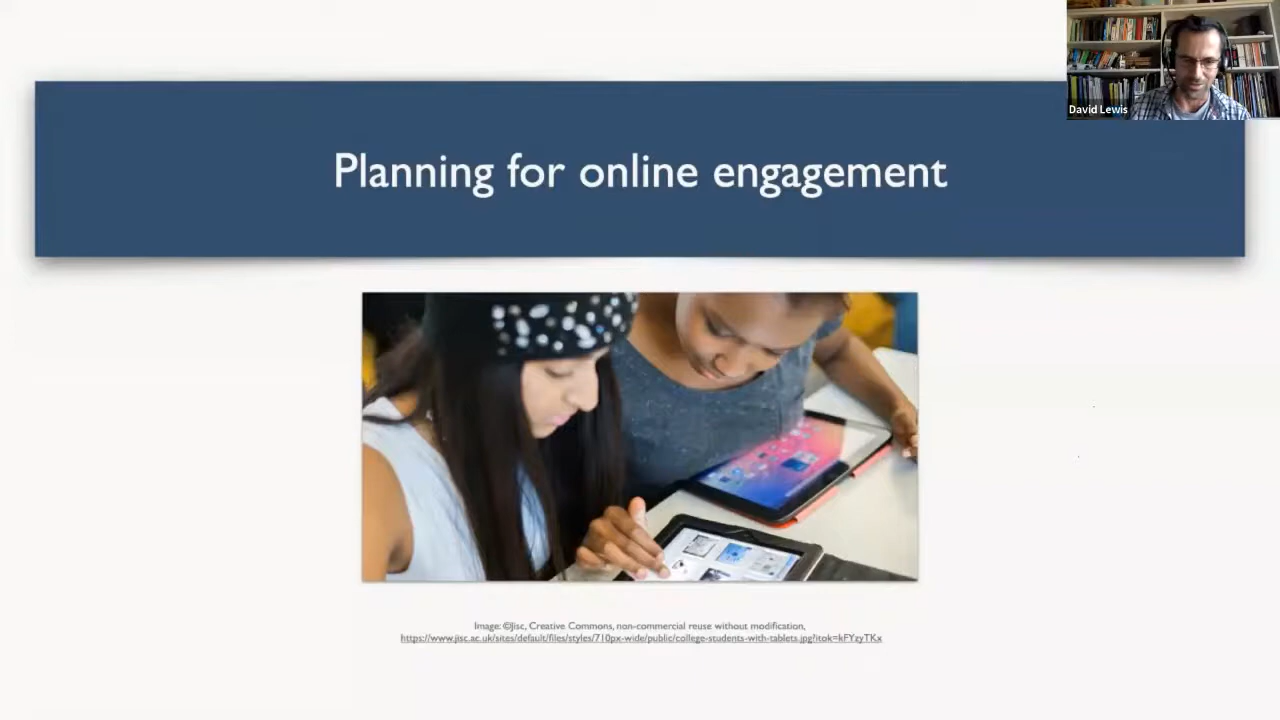 Planning for online engagement
David Lewis
Image: ©Jisc, Creative Commons, non-commercial reuse without modification,
https://www.jisc.ac.uk/sites/default/files/styles/710px-wide/public/college-students-with-tablets.jpg?itok=kFYzyTKx